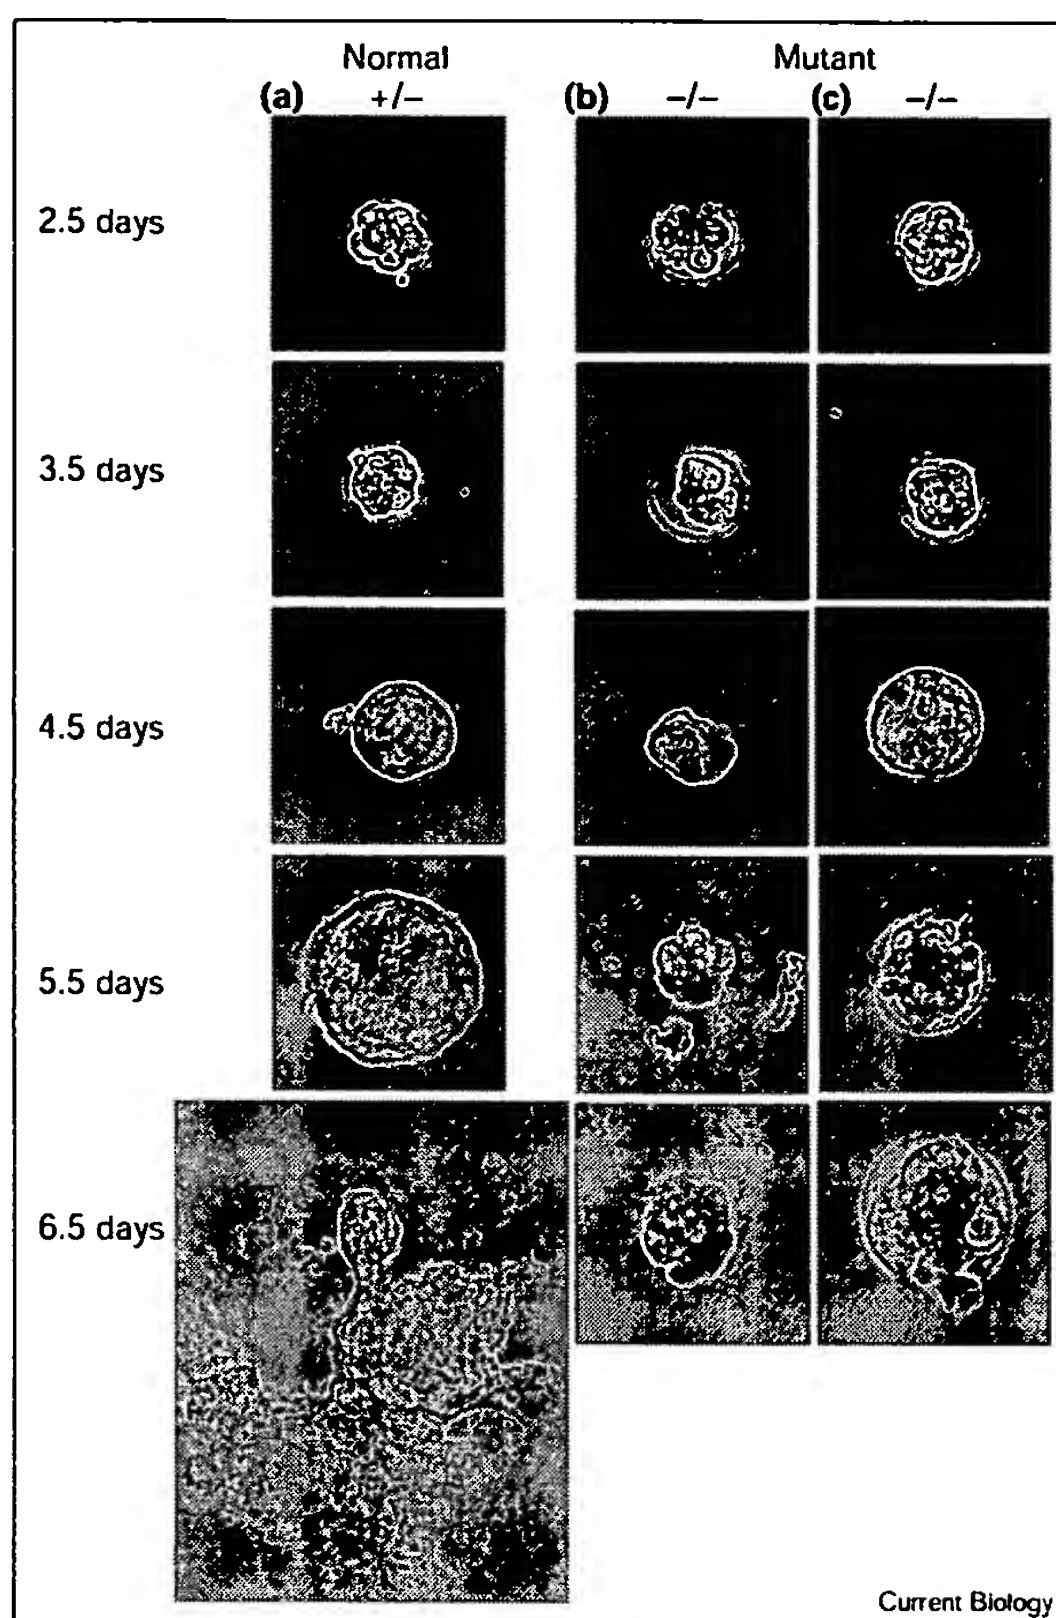 Normal Mutant
(a) +/– (b) –/– (c) –/–
2.5 days
3.5 days
4.5 days
5.5 days
6.5 days
Current Biology